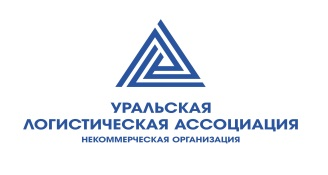 УРАЛЬСКАЯ
ЛОГИСТИЧЕСКАЯ АССОЦИАЦИЯ
НЕКОММЕРЧЕСКАЯ ОРГАНИЗАЦИЯ